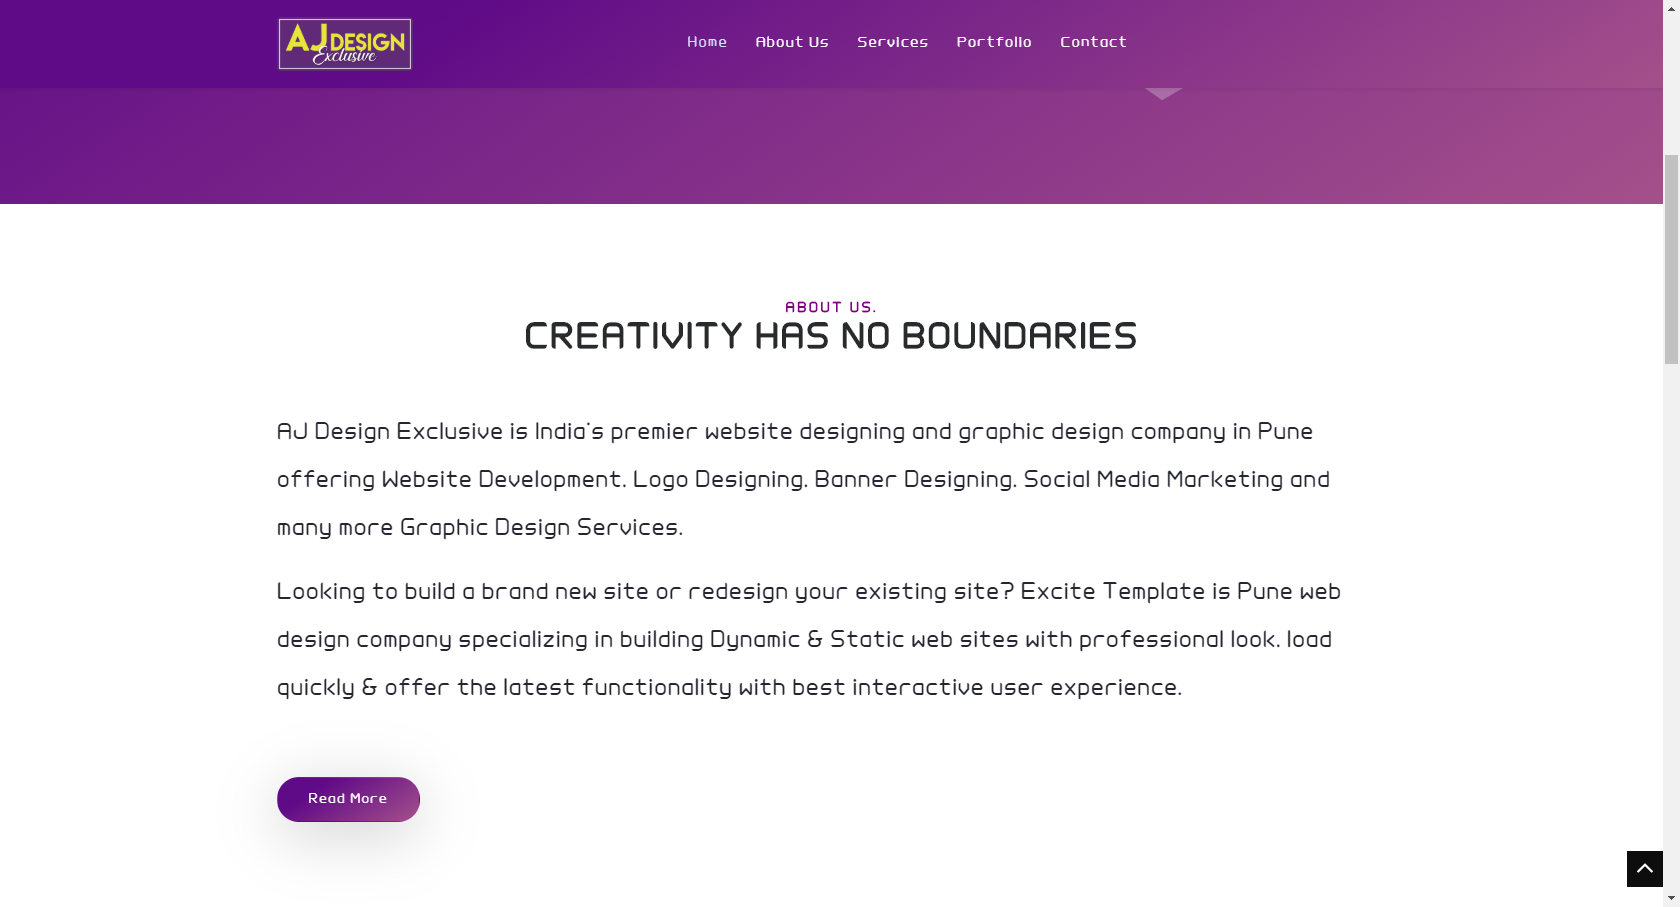 AJ DESIGN
Exclusive
Home About Us Services Portfolio Contact
ABOUT US.
CREATIVITY HAS NO BOUNDARIES
AJ Design Exclusive is India's premier website designing and graphic design company in Pune
offering Website Development. Logo Designing. Banner Designing. Social Media Marketing and
many more Graphic Design Services.
Looking to build a brand new site or redesign your existing site? Excite Template is Pune web
design company specializing in building Dynamic & Static web sites with professional look. load
quickly & offer the latest functionality with best interactive user experience.
Read More